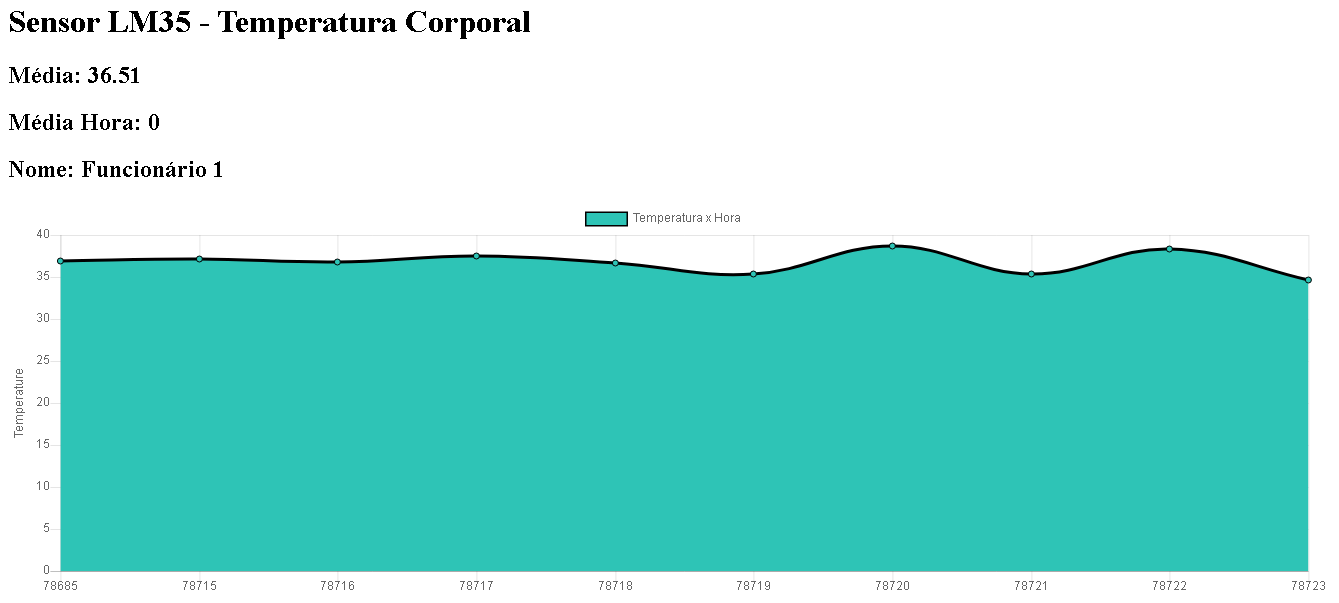 Sensor LM35 - Temperatura Corporal
Média: 36.51
Média Hora: 0
Nome: Funcionário 1
Temperatura x Hora
40
35
30
25
20
15
10
5
0
Temperature
78685 78715 78716 78717 78718 78719 78720 78721 78722 78723